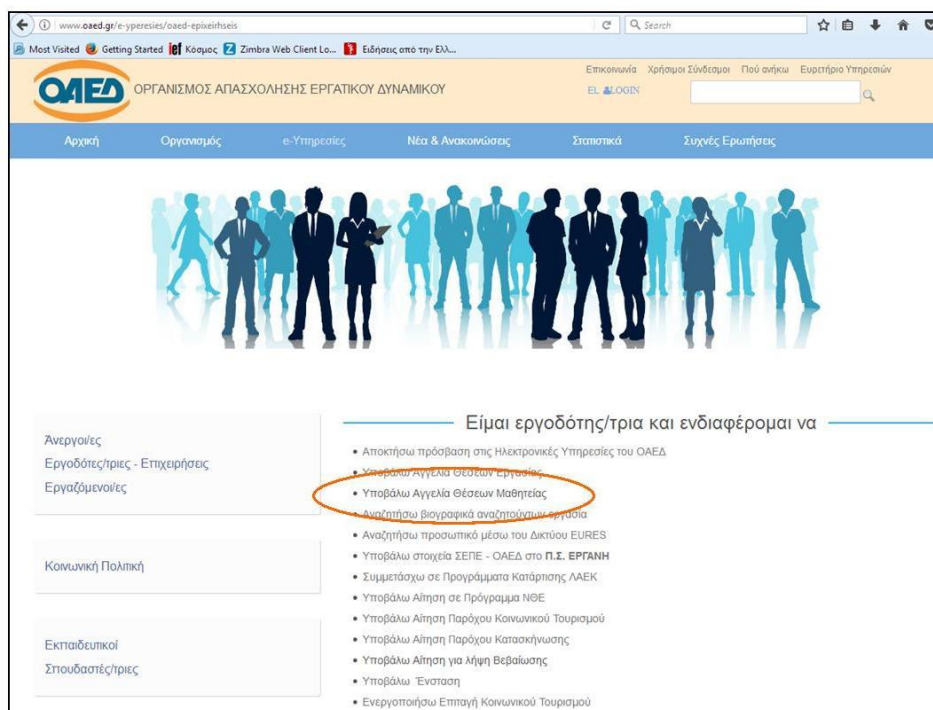 www.oaed.gr/e-yperesies/oaed-epixeirhseis
Search
Most Visited Getting Started Ief Κόσμος Zimbra Web Client Lo... Ειδήσεις από την Ελλ...
Επικοινωνία Χρήσιμοι Σύνδεσμοι Πού ανήκω Ευρετήριο Υπηρεσιών
ΟΑΕΔ ΟΡΓΑΝΙΣΜΟΣ ΑΠΑΣΧΟΛΗΣΗΣ ΕΡΓΑΤΙΚΟΥ ΔΥΝΑΜΙΚΟΥ
EL LOGIN
Αρχική Οργανισμός e-Υπηρεσίες Νέα & Ανακοινώσεις Στατιστικά Συχνές Ερωτήσεις
Άνεργοι/ες
Εργοδότες/τριες - Επιχειρήσεις
Εργαζόμενοι/ες
Κοινωνική Πολιτική
Εκπαιδευτικοί
Σπουδαστές/τριες
Είμαι εργοδότης/τρια και ενδιαφέρομαι να
• Αποκτήσω πρόσβαση στις Ηλεκτρονικές Υπηρεσίες του ΟΑΕΔ
• Υποβάλω Αγγελία Θέσεων Εργασίας
• Υποβάλω Αγγελία Θέσεων Μαθητείας
• Αναζητήσω βιογραφικά αναζητούντων εργασία
• Αναζητήσω προσωπικό μέσω του Δικτύου EURES
• Υποβάλω στοιχεία ΣΕΠΕ - ΟΑΕΔ στο Π.Σ. ΕΡΓΑΝΗ
• Συμμετάσχω σε Προγράμματα Κατάρτισης ΛΑΕΚ
• Υποβάλω Αίτηση σε Πρόγραμμα ΝΘΕ
• Υποβάλω Αίτηση Παρόχου Κοινωνικού Τουρισμού
• Υποβάλω Αίτηση Παρόχου Κατασκήνωσης
• Υποβάλω Αίτηση για λήψη Βεβαίωσης
• Υποβάλω Ένσταση
• Ενεργοποιήσω Επιταγή Κοινωνικού Τουρισμού